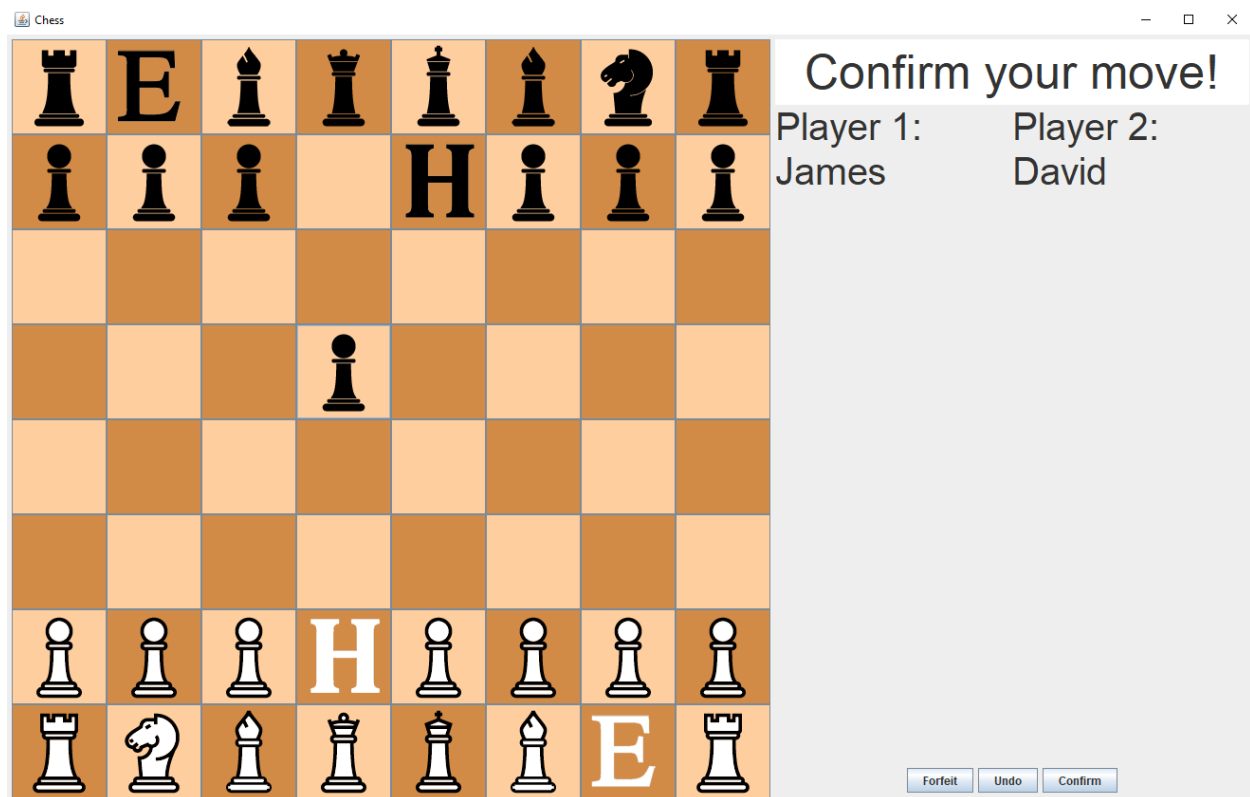 Chess
Confirm your move!
Player 1: Player 2:
James David
E
H
H
E
Forfeit Undo Confirm